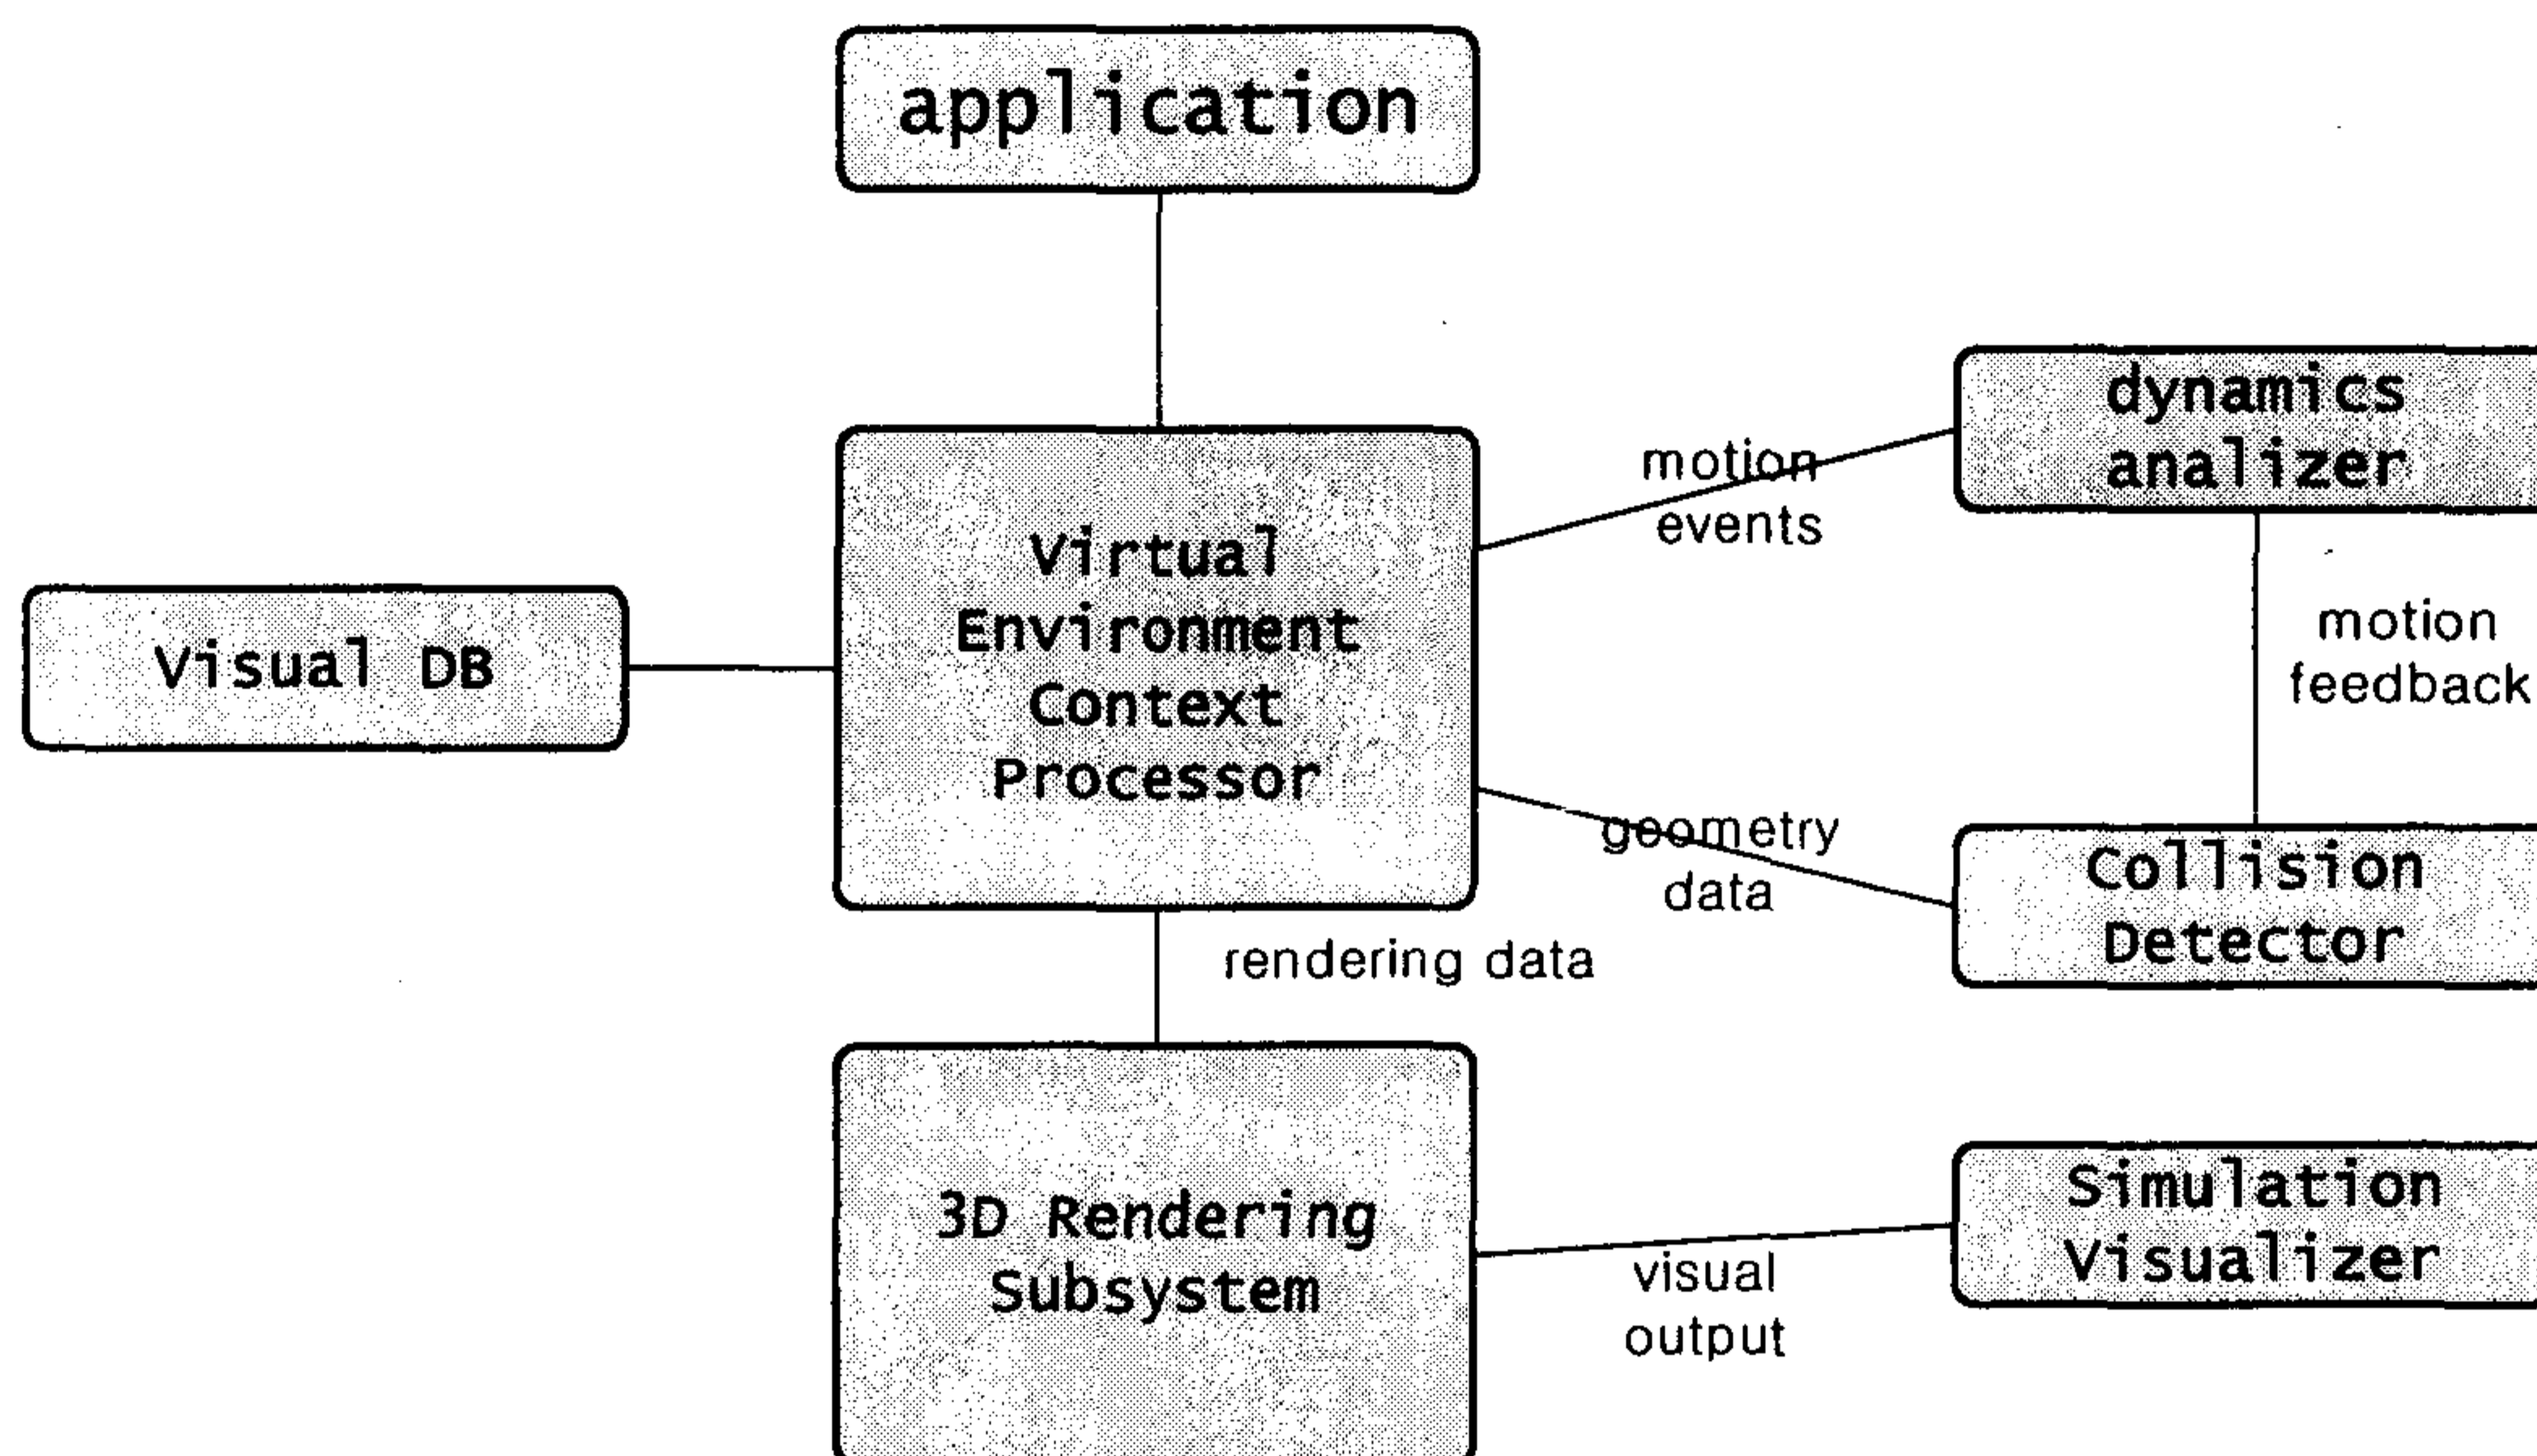 application
dynamics
analizer
motion
events
Virtual
Environment
Context
Processor
Visual DB
motion
feedback
geometry
data
Collision
Detector
rendering data
3D Rendering
Subsystem
Simulation
Visualizer
visual
output